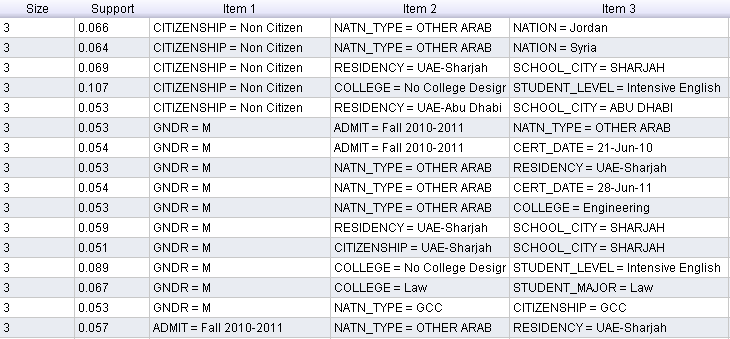 Size Support Item 1 Item 2 Item 3
3 0.066 CITIZENSHIP = Non Citizen NATN_TYPE = OTHER ARAB NATION = Jordan
3 0.064 CITIZENSHIP = Non Citizen NATN_TYPE = OTHER ARAB NATION = Syria
3 0.069 CITIZENSHIP = Non Citizen RESIDENCY = UAE-Sharjah SCHOOL_CITY = SHARJAH
3 0.107 CITIZENSHIP = Non Citizen COLLEGE = No College Desigr STUDENT_LEVEL = Intensive English
3 0.053 CITIZENSHIP = Non Citizen RESIDENCY = UAE-Abu Dhabi SCHOOL_CITY = ABU DHABI
3 0.053 GNDR = M ADMIT = Fall 2010-2011 NATN_TYPE = OTHER ARAB
3 0.054 GNDR = M ADMIT = Fall 2010-2011 CERT_DATE = 21-Jun-10
3 0.053 GNDR = M NATN_TYPE = OTHER ARAB RESIDENCY = UAE-Sharjah
3 0.054 GNDR = M NATN_TYPE = OTHER ARAB CERT_DATE = 28-Jun-11
3 0.053 GNDR = M NATN_TYPE = OTHER ARAB COLLEGE = Engineering
3 0.059 GNDR = M RESIDENCY = UAE-Sharjah SCHOOL_CITY = SHARJAH
3 0.051 GNDR = M CITIZENSHIP = UAE-Sharjah SCHOOL_CITY = SHARJAH
3 0.089 GNDR = M COLLEGE = No College Desigr STUDENT_LEVEL = Intensive English
3 0.067 GNDR = M COLLEGE = Law STUDENT_MAJOR = Law
3 0.053 GNDR = M NATN_TYPE = GCC CITIZENSHIP = GCC
3 0.057 ADMIT = Fall 2010-2011 NATN_TYPE = OTHER ARAB RESIDENCY = UAE-Sharjah